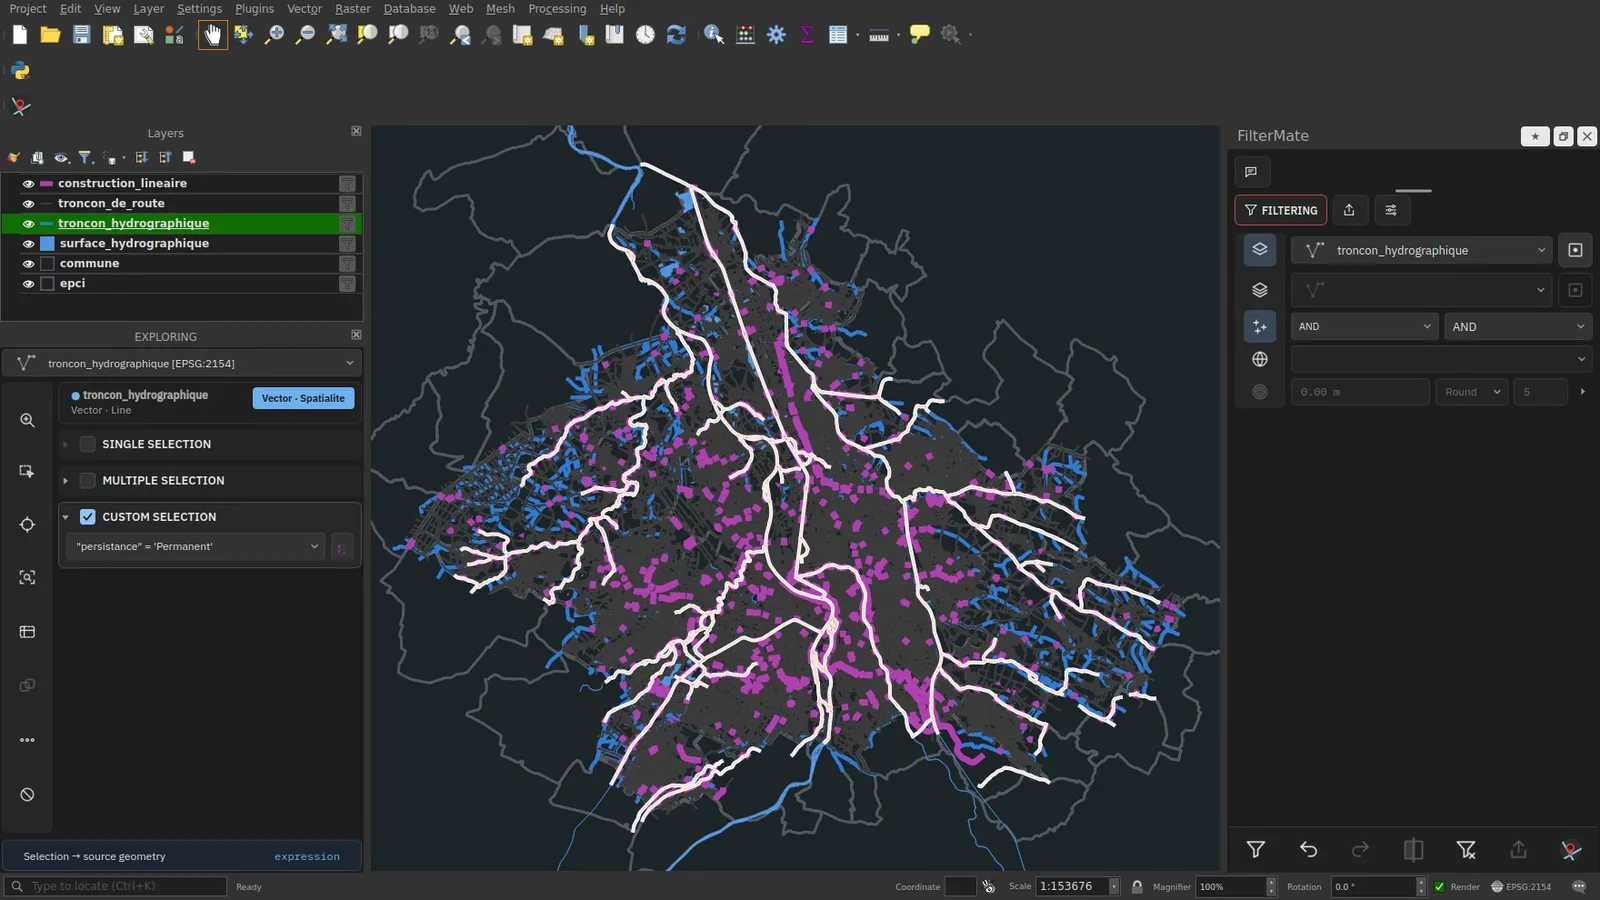 Project Edit View Layer Settings Plugins Vector Raster Database Web Mesh Processing Help
Layers
construction_lineaire
troncon_de_route
troncon_hydrographique
surface_hydrographique
commune
epci
EXPLORING
troncon_hydrographique [EPSG:2154]
troncon_hydrographique
Vector · Line
Vector · Spatialite
SINGLE SELECTION
MULTIPLE SELECTION
CUSTOM SELECTION
"persistance" = 'Permanent'
Selection → source geometry
expression
FilterMate
FILTERING
troncon_hydrographique
AND
AND
0.00 m
Round
5
Type to locate (Ctrl+K)
Ready
Coordinate
Scale
1:153676
Magnifier
100%
Rotation
0.0 °
Render
EPSG:2154